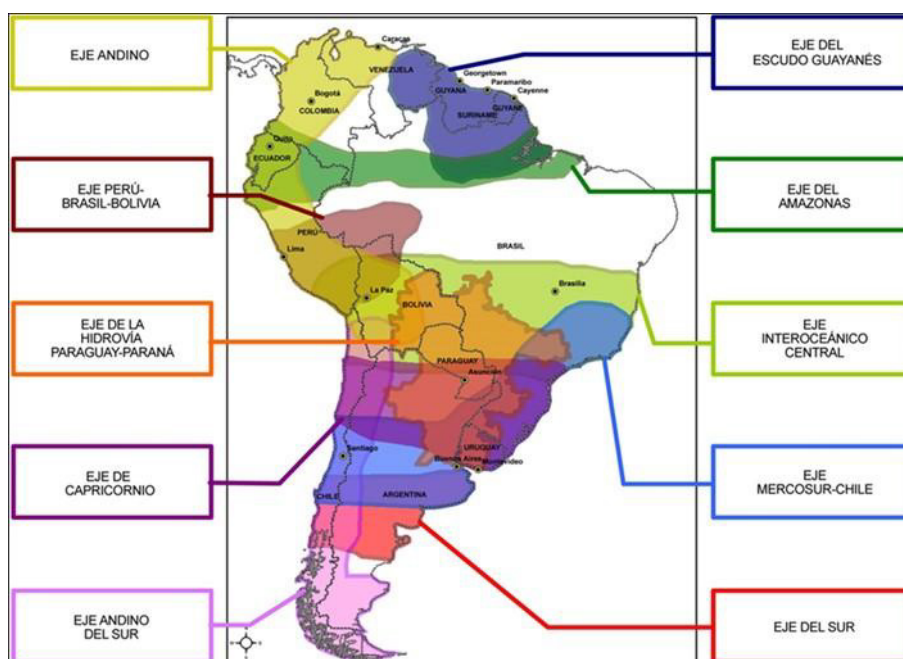 EJE ANDINO
EJE DEL
ESCUDO GUAYANÉS
EJE PERÚ-
BRASIL-BOLIVIA
EJE DEL
AMAZONAS
EJE DE LA
HIDROVÍA
PARAGUAY-PARANÁ
EJE
INTEROCEÁNICO
CENTRAL
EJE DE
CAPRICORNIO
EJE
MERCOSUR-CHILE
EJE ANDINO
DEL SUR
EJE DEL SUR
Caracas
VENEZUELA
Georgetown
GUYANA
Paramaribo
Cayenne
SURINAME
GUYANE
Bogotá
COLOMBIA
Quito
ECUADOR
PERÚ
Lima
BRASIL
La Paz
BOLIVIA
Brasilia
PARAGUAY
Asunción
URUGUAY
Santiago
Buenos Aires
Montevideo
CHILE
ARGENTINA